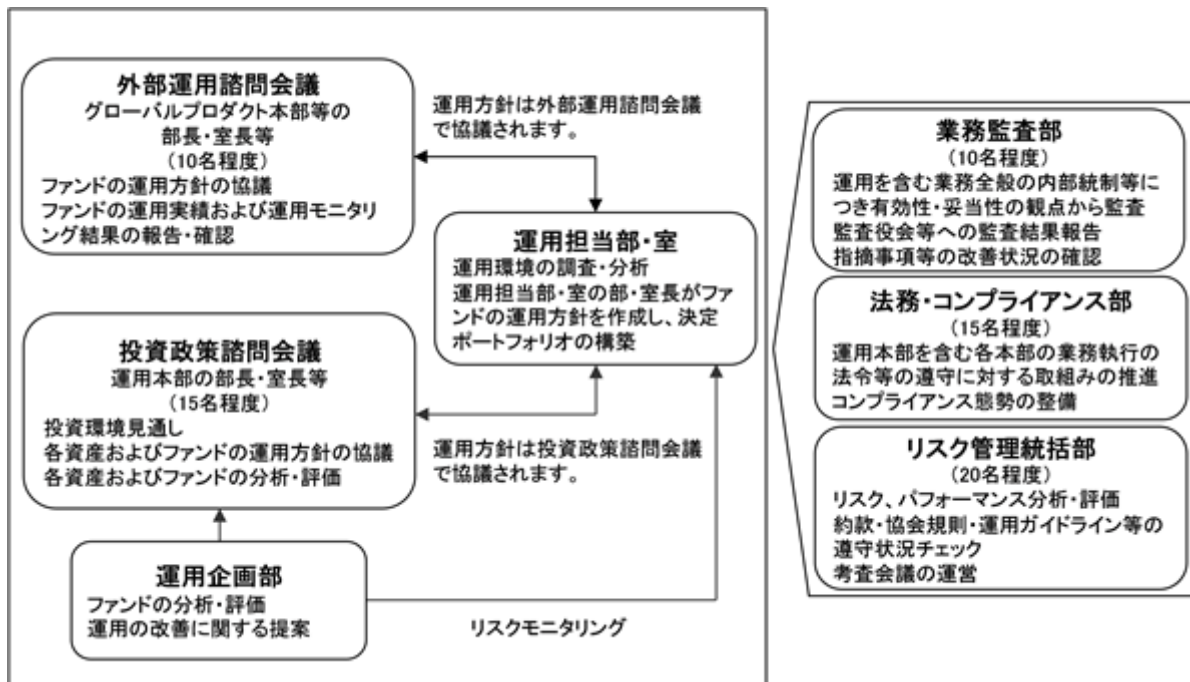 外部運用諮問会議
グローバルプロダクト本部等の
部長・室長等
(10名程度)
ファンドの運用方針の協議
ファンドの運用実績および運用モニタリ
ング結果の報告・確認
運用方針は外部運用諮問会議
で協議されます。
運用担当部・室
運用環境の調査・分析
運用担当部・室の部・室長がファ
ンドの運用方針を作成し、決定
ポートフォリオの構築
投資政策諮問会議
運用本部の部長・室長等
(15名程度)
投資環境見通し
各資産およびファンドの運用方針の協議
各資産およびファンドの分析・評価
運用方針は投資政策諮問会議
で協議されます。
運用企画部
ファンドの分析・評価
運用の改善に関する提案
リスクモニタリング
業務監査部
(10名程度)
運用を含む業務全般の内部統制等に
つき有効性・妥当性の観点から監査
監査役会等への監査結果報告
指摘事項等の改善状況の確認
法務・コンプライアンス部
(15名程度)
運用本部を含む各本部の業務執行の
法令等の遵守に対する取組みの推進
コンプライアンス態勢の整備
リスク管理統括部
(20名程度)
リスク、パフォーマンス分析・評価
約款・協会規則・運用ガイドライン等の
遵守状況チェック
考査会議の運営